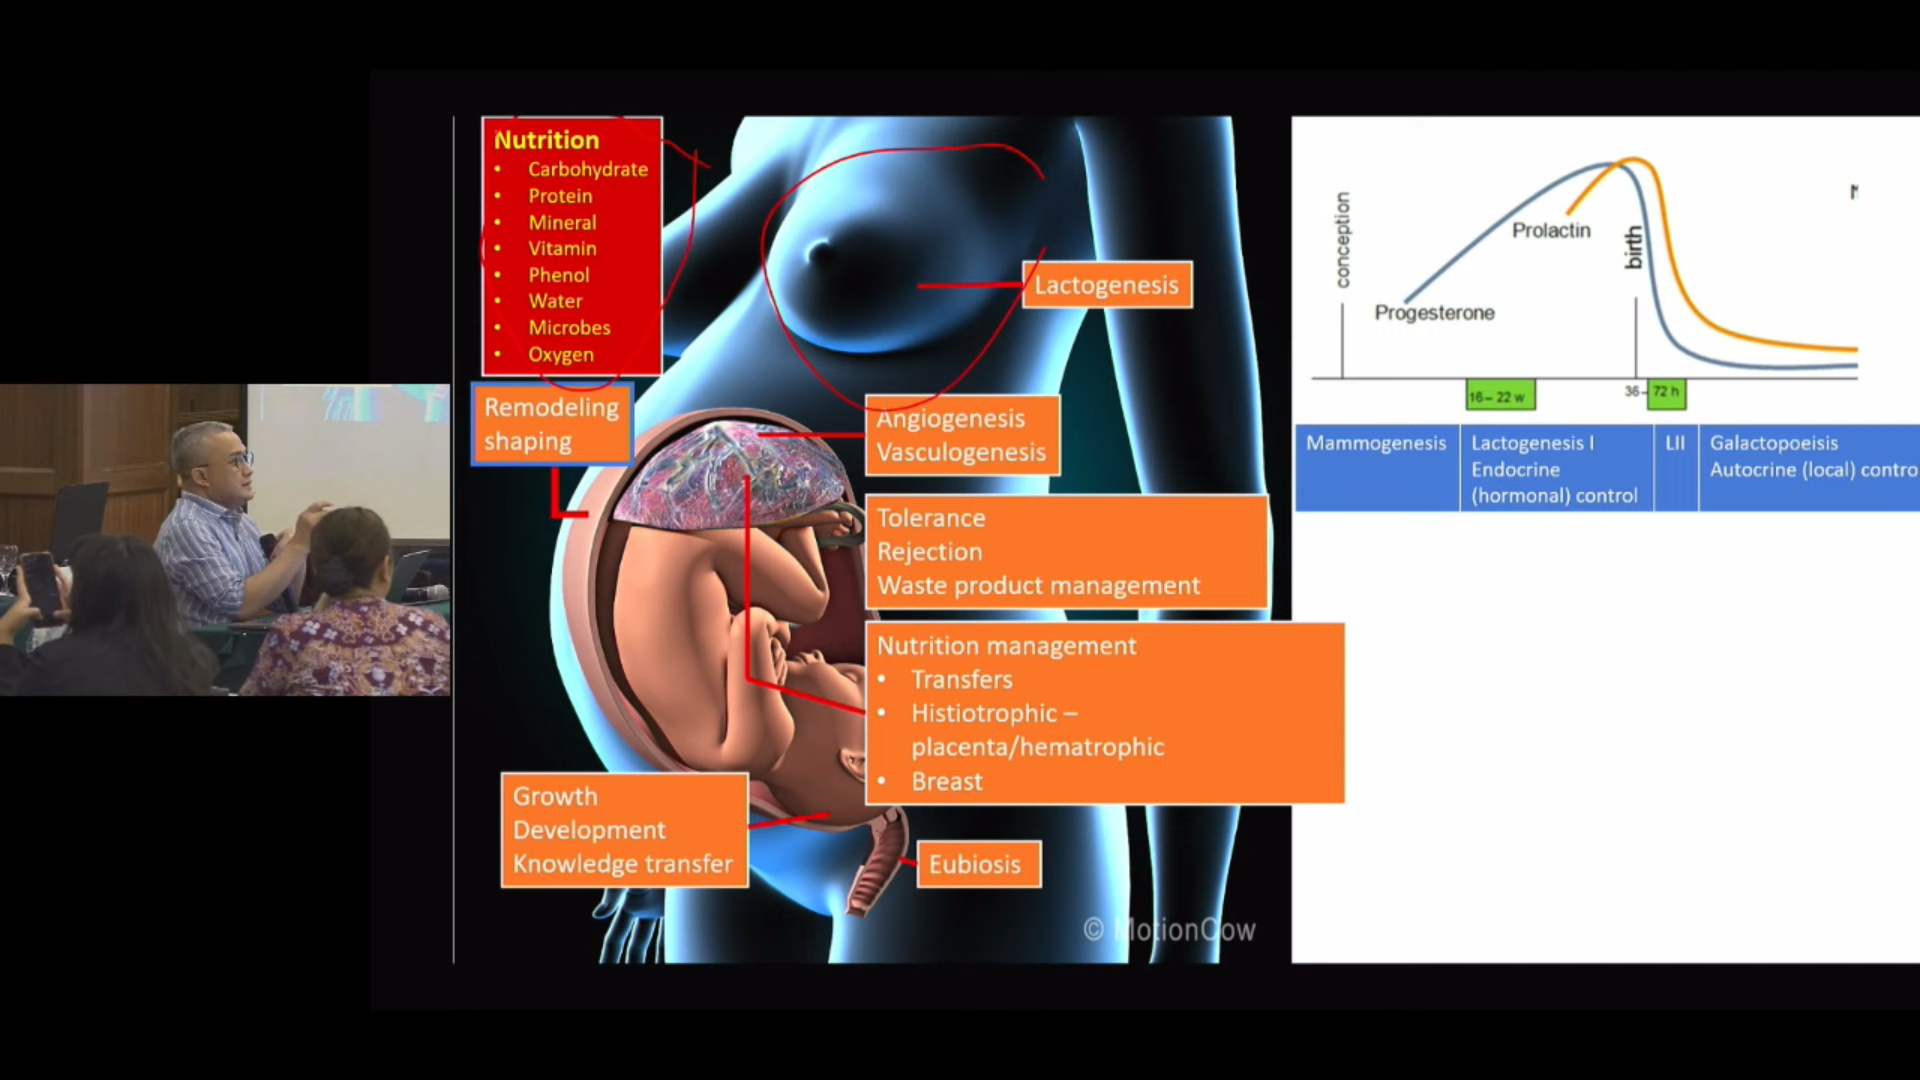 Nutrition
• Carbohydrate
• Protein
• Mineral
• Vitamin
• Phenol
• Water
• Microbes
• Oxygen
Remodeling
shaping
Lactogenesis
Angiogenesis
Vasculogenesis
Tolerance
Rejection
Waste product management
Nutrition management
• Transfers
• Histiotrophic –
placenta/hematrophic
• Breast
Growth
Development
Knowledge transfer
Eubiosis
© MotionCow
conception
Progesterone
Prolactin
birth
16– 22 w
36– 72 h
Mammogenesis
Lactogenesis I
Endocrine
(hormonal) control
LII
Galactopoeisis
Autocrine (local) contro